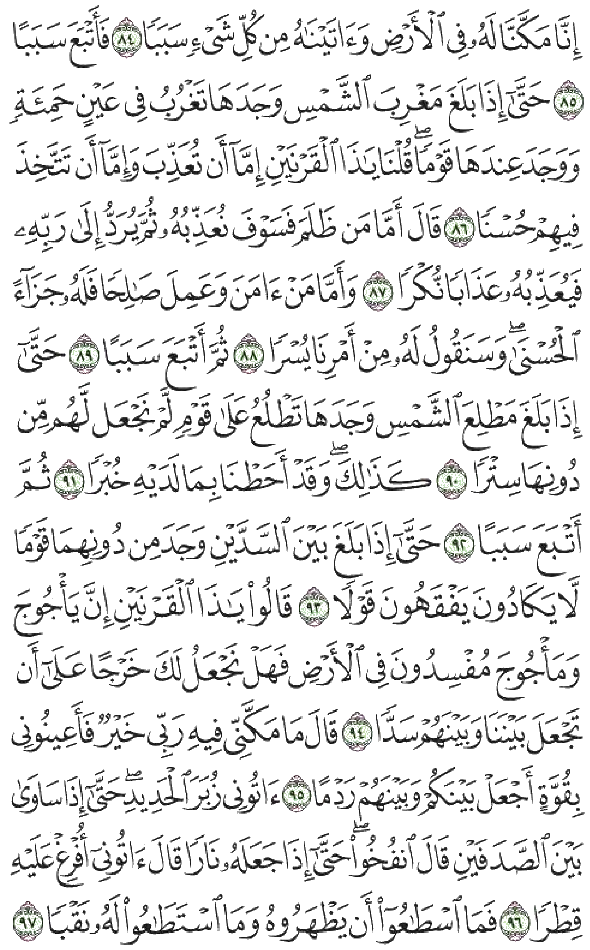 إِنَّا مَكَّنَّا لَهُۥ فِى ٱلْأَرْضِ وَءَاتَيْنَٰهُ مِن كُلِّ شَىْءٍ سَبَبًا ٨٤ فَأَتْبَعَ سَبَبًا
٨٥ حَتَّىٰٓ إِذَا بَلَغَ مَغْرِبَ ٱلشَّمْسِ وَجَدَهَا تَغْرُبُ فِى عَيْنٍ حَمِئَةٍ
وَوَجَدَ عِندَهَا قَوْمًا ۗ قُلْنَا يَٰذَا ٱلْقَرْنَيْنِ إِمَّآ أَن تُعَذِّبَ وَإِمَّآ أَن تَتَّخِذَ
فِيهِمْ حُسْنًا ٨٦ قَالَ أَمَّا مَن ظَلَمَ فَسَوْفَ نُعَذِّبُهُۥ ثُمَّ يُرَدُّ إِلَىٰ رَبِّهِۦ
فَيُعَذِّبُهُۥ عَذَابًا نُّكْرًا ٨٧ وَأَمَّا مَنْ ءَامَنَ وَعَمِلَ صَٰلِحًا فَلَهُۥ جَزَآءً
ٱلْحُسْنَىٰ ۖ وَسَنَقُولُ لَهُۥ مِنْ أَمْرِنَا يُسْرًا ٨٨ ثُمَّ أَتْبَعَ سَبَبًا ٨٩ حَتَّىٰٓ
إِذَا بَلَغَ مَطْلِعَ ٱلشَّمْسِ وَجَدَهَا تَطْلُعُ عَلَىٰ قَوْمٍ لَّمْ نَجْعَل لَّهُم مِّن
دُونِهَا سِتْرًا ٩٠ كَذَٰلِكَ ۖ وَقَدْ أَحَطْنَا بِمَا لَدَيْهِ خُبْرًا ٩١ ثُمَّ
أَتْبَعَ سَبَبًا ٩٢ حَتَّىٰٓ إِذَا بَلَغَ بَيْنَ ٱلسَّدَّيْنِ وَجَدَ مِن دُونِهِمَا قَوْمًا
لَّا يَكَادُونَ يَفْقَهُونَ قَوْلًا ٩٣ قَالُوا۟ يَٰذَا ٱلْقَرْنَيْنِ إِنَّ يَأْجُوجَ
وَمَأْجُوجَ مُفْسِدُونَ فِى ٱلْأَرْضِ فَهَلْ نَجْعَلُ لَكَ خَرْجًا عَلَىٰٓ أَن
تَجْعَلَ بَيْنَنَا وَبَيْنَهُمْ سَدًّا ٩٤ قَالَ مَا مَكَّنِّى فِيهِ رَبِّى خَيْرٌ فَأَعِينُونِى
بِقُوَّةٍ أَجْعَلْ بَيْنَكُمْ وَبَيْنَهُمْ رَدْمًا ٩٥ ءَاتُونِى زُبَرَ ٱلْحَدِيدِ ۖ حَتَّىٰٓ إِذَا سَاوَىٰ
بَيْنَ ٱلصَّدَفَيْنِ قَالَ ٱنفُخُوا۟ ۖ حَتَّىٰٓ إِذَا جَعَلَهُۥ نَارًا قَالَ ءَاتُونِىٓ أُفْرِغْ عَلَيْهِ
قِطْرًا ٩٦ فَمَا ٱسْطَٰعُوٓا۟ أَن يَظْهَرُوهُ وَمَا ٱسْتَطَٰعُوا۟ لَهُۥ نَقْبًا ٩٧